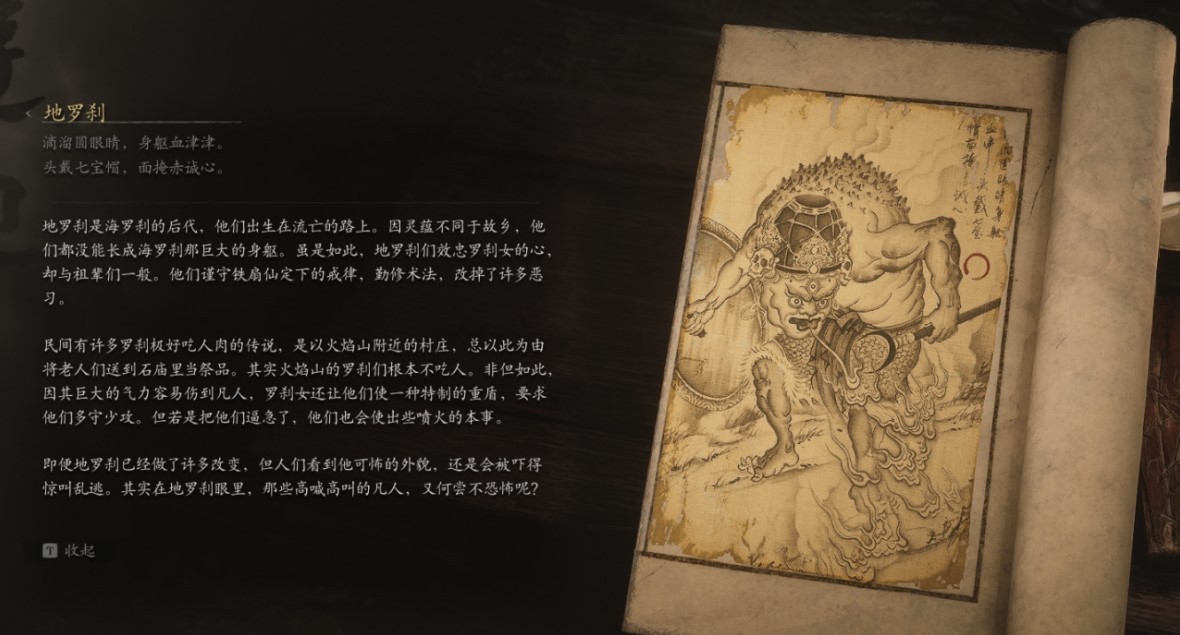 地罗刹
滴溜圆眼睛，身躯血津津。
头戴七宝帽，面掩赤诚心。
地罗刹是海罗刹的后代，他们出生在流亡的路上。因灵蕴不同于故乡，他
们都没能长成海罗刹那巨大的身躯。虽是如此，地罗刹们效忠罗刹女的心，
却与祖辈们一般。他们谨守铁扇仙定下的戒律，勤修术法，改掉了许多恶
习。
民间有许多罗刹极好吃人肉的传说，是以火焰山附近的村庄，总以此为由
将老人们送到石庙里当祭品。其实火焰山的罗刹们根本不吃人。非但如此，
因其巨大的气力容易伤到凡人，罗刹女还让他们使一种特制的重盾，要求
他们多守少攻。但若是把他们逼急了，他们也会使出些喷火的本事。
即便地罗刹已经做了许多改变，但人们看到他可怖的外貌，还是会被吓得
惊叫乱逃。其实在地罗刹眼里，那些高喊高叫的凡人，又何尝不恐怖呢？
T 收起